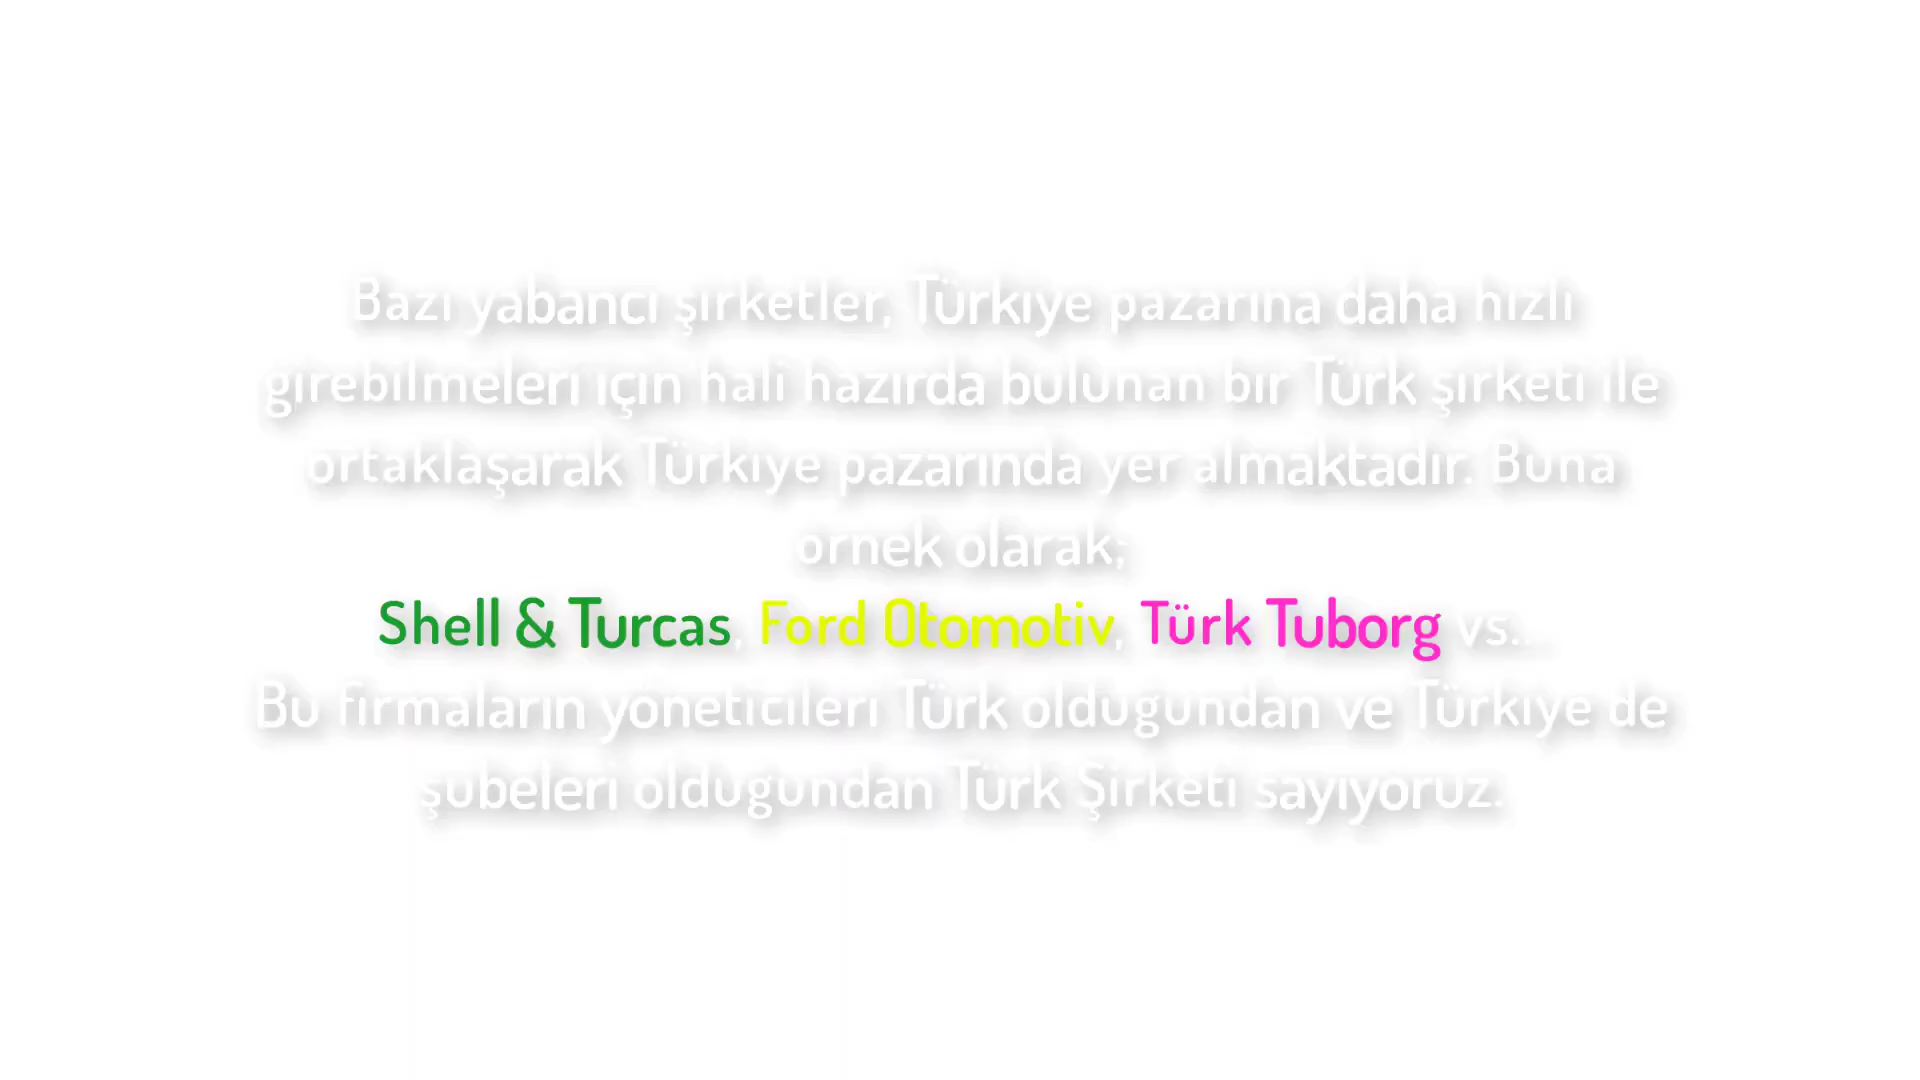 Bazı yabancı şirketler, Türkiye pazarına daha hızlı
girebilmeleri için hali hazırda bulunan bir Türk şirketi ile
ortaklaşarak Türkiye pazarında yer almaktadır. Buna
örnek olarak;
Shell & Turcas, Ford Otomotiv, Türk Tuborg vs..
Bu firmaların yöneticileri Türk olduğundan ve Türkiye de
şubeleri olduğundan Türk Şirketi sayıyoruz.